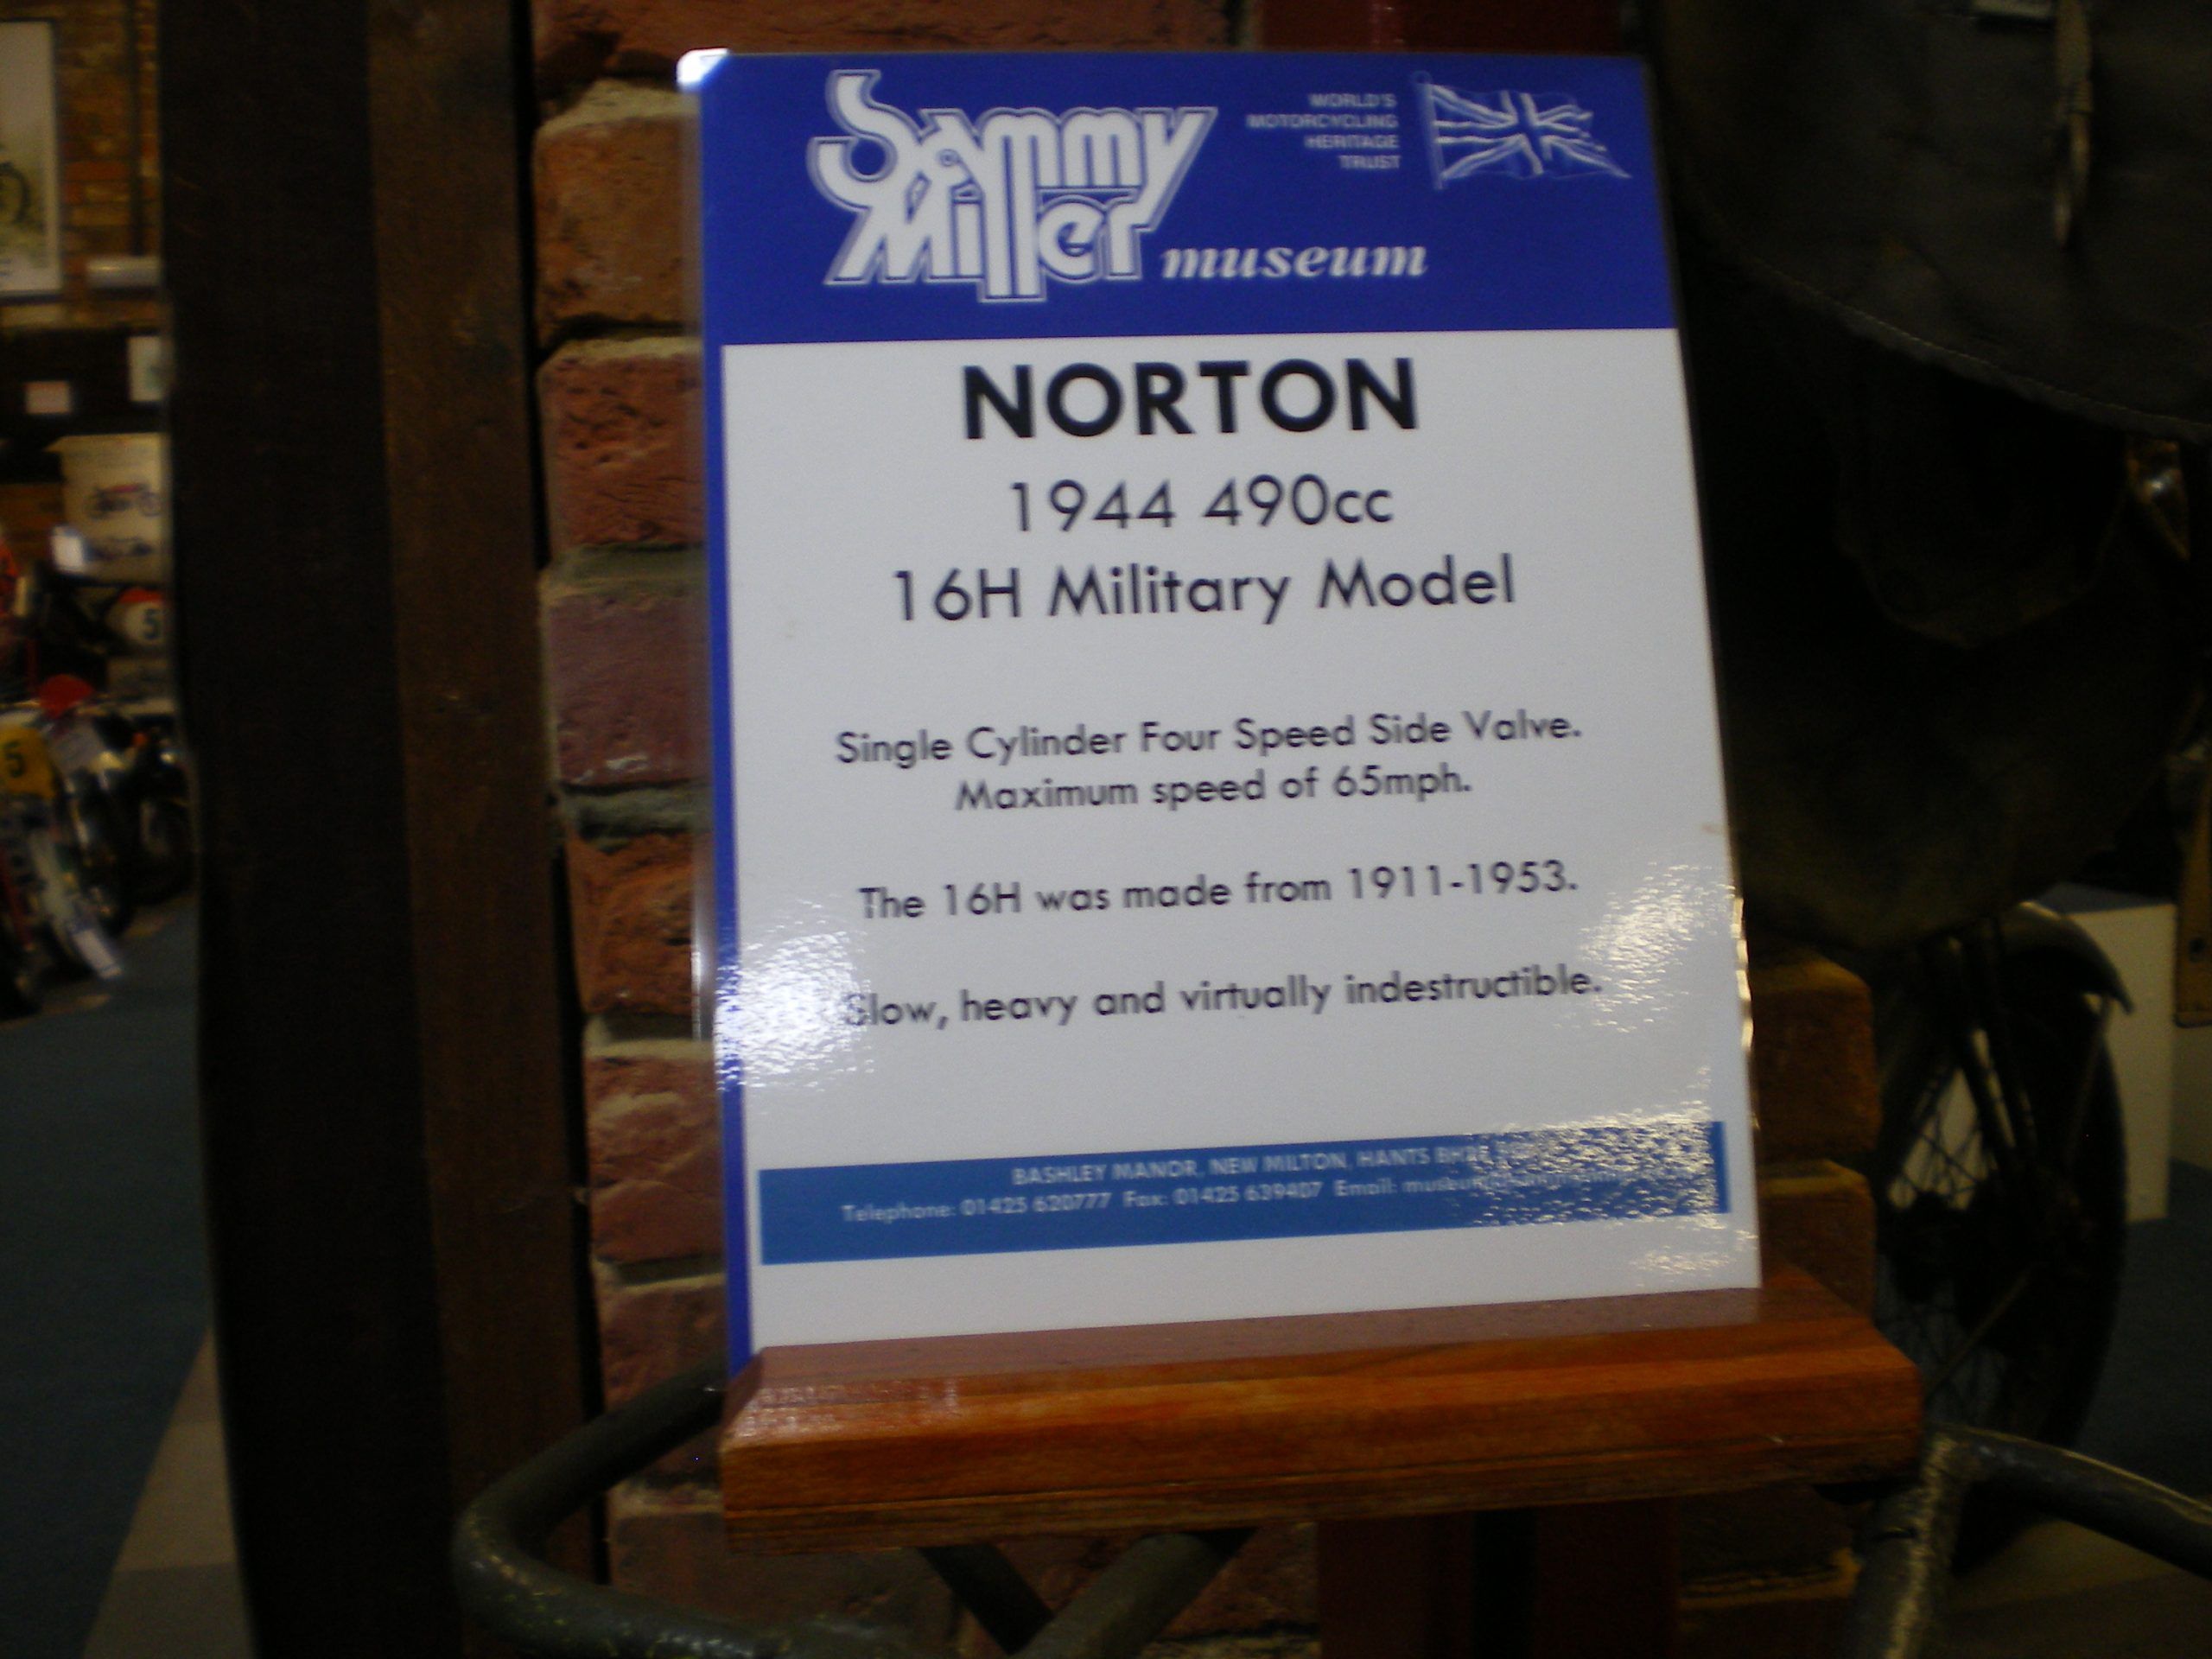 Sammy
Miller museum
WORLD'S
MOTORCYCLING
HERITAGE
TRUST
NORTON
1944 490cc
16H Military Model
Single Cylinder Four Speed Side Valve.
Maximum speed of 65mph.
The 16H was made from 1911-1953.
Slow, heavy and virtually indestructible.
BASHLEY MANOR, NEW MILTON, HANTS
Telephone: 01425 620777 Fax: 01425 639407 Email:
5
5